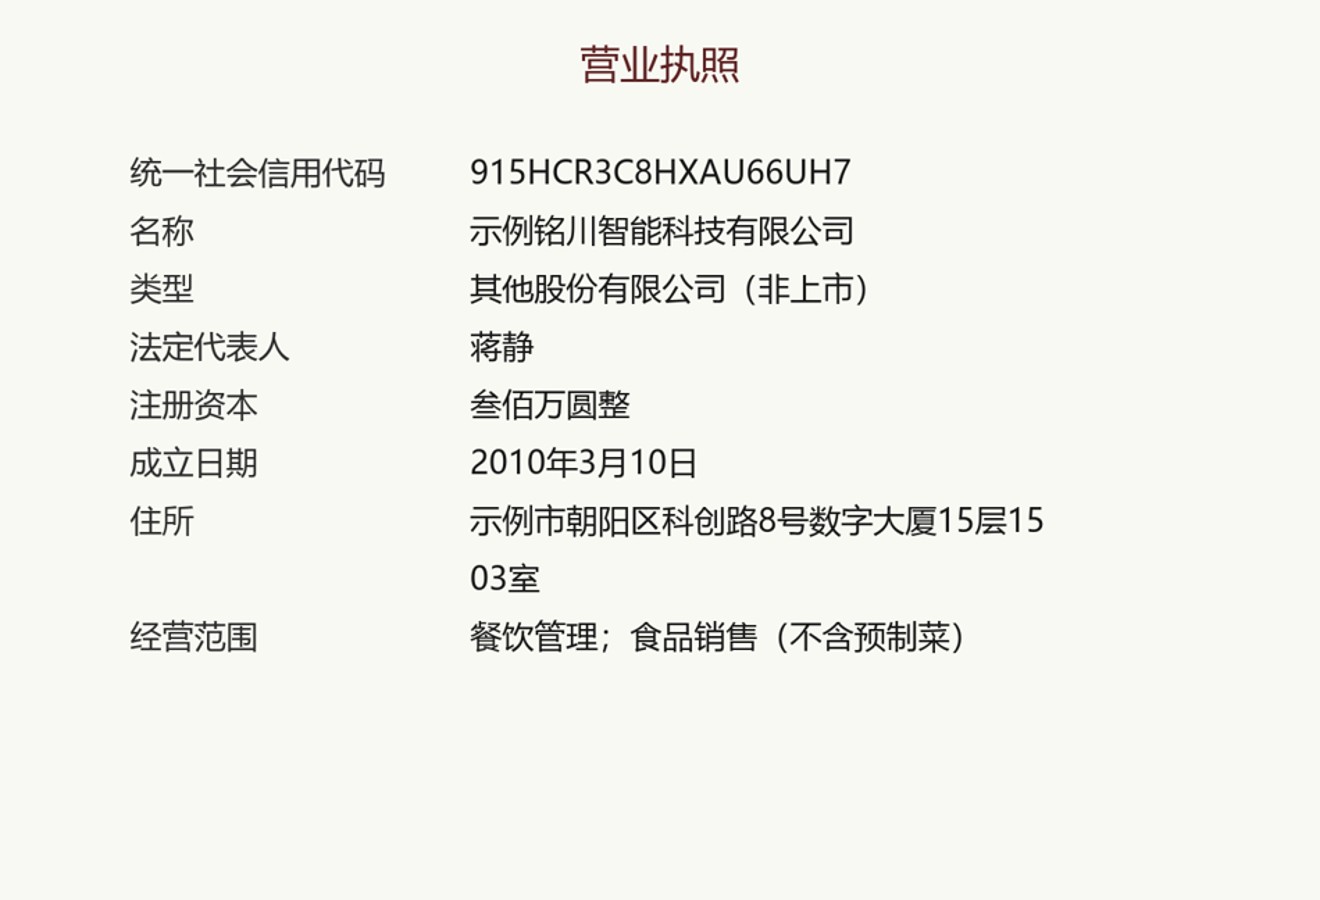 营业执照
统一社会信用代码 915HCR3C8HXAU66UH7
名称 示例铭川智能科技有限公司
类型 其他股份有限公司（非上市）
法定代表人 蒋静
注册资本 叁佰万圆整
成立日期 2010年3月10日
住所 示例市朝阳区科创路8号数字大厦15层15
03室
经营范围 餐饮管理；食品销售（不含预制菜）